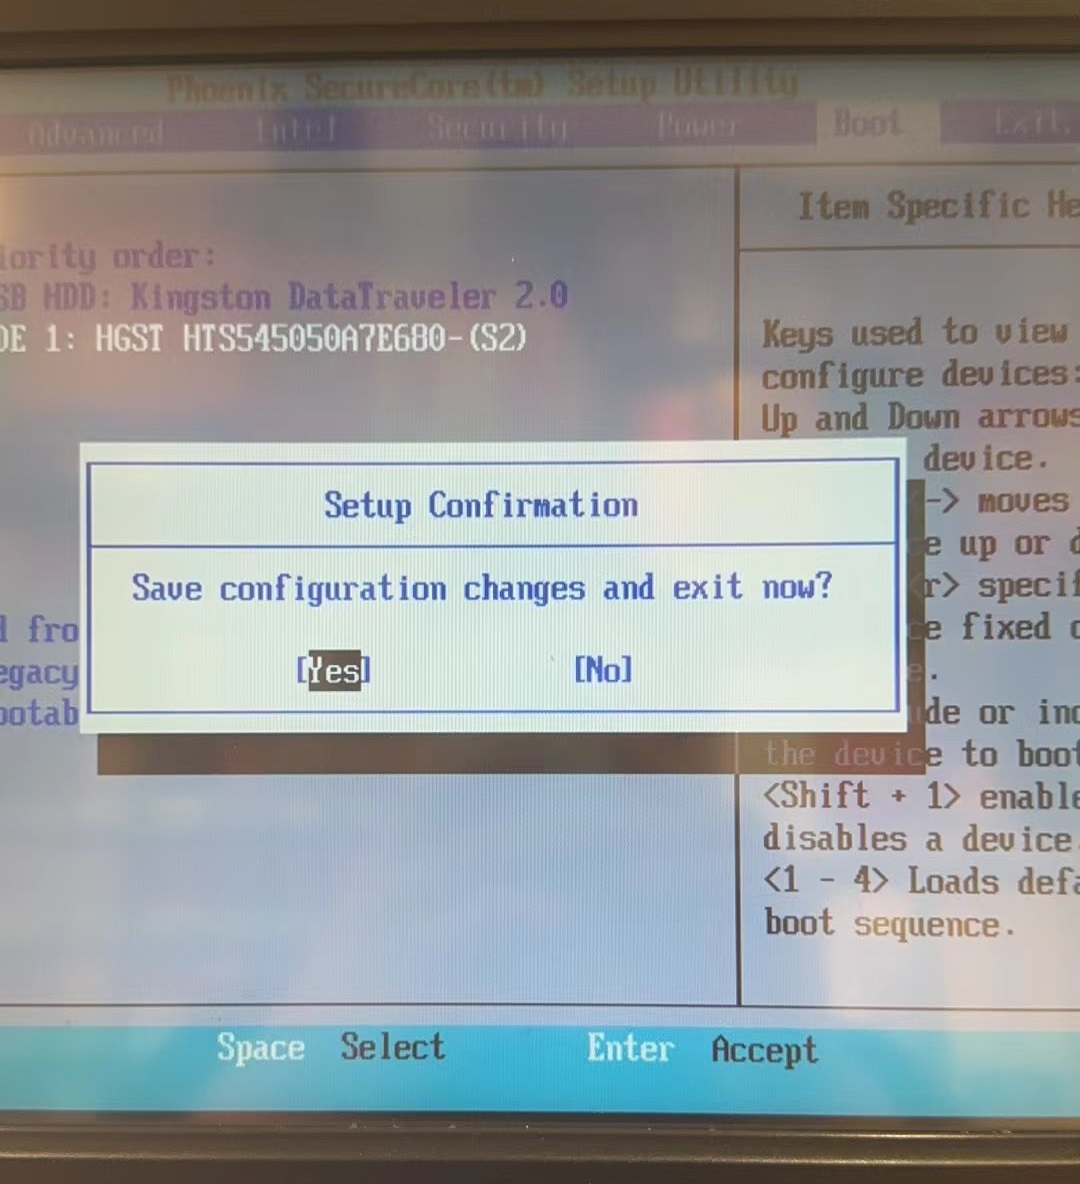 Phoenix SecureCore(tm) Setup Utility
Advanced Intel Security Power Boot Exit
Item Specific He
iority order:
SB HDD: Kingston DataTraveler 2.0
DE 1: HGST HTS545050A7E680-(S2)
Keys used to view
configure devices:
Up and Down arrows
device.
-> moves
e up or d
r> specif
e fixed d
e.
de or inc
the device to boot
<Shift + 1> enable
disables a device.
<1 - 4> Loads defa
boot sequence.
Setup Confirmation
Save configuration changes and exit now?
[Yes] [No]
d fro
egacy
ootab
Space Select Enter Accept